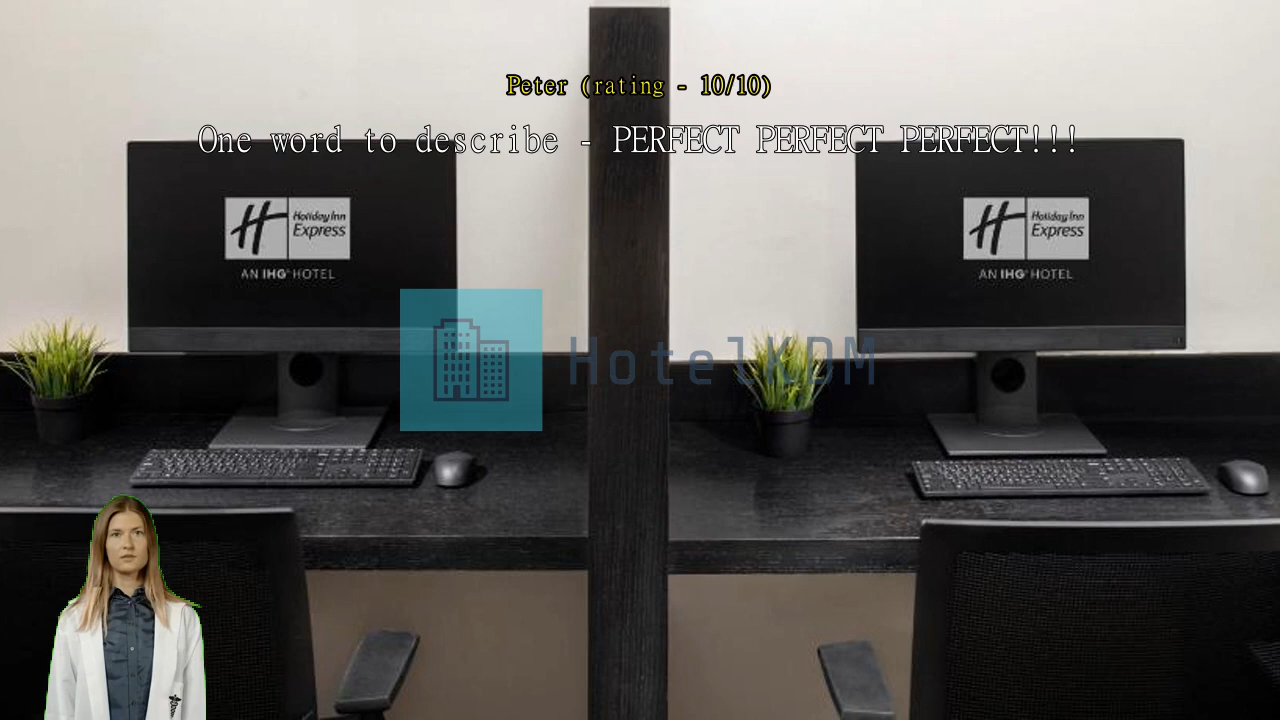 Peter (rating - 10/10)
One word to describe - PERFECT PERFECT PERFECT!!!
Holiday Inn
Express
AN IHG HOTEL
Holiday Inn
Express
AN IHG HOTEL
HotelKDM